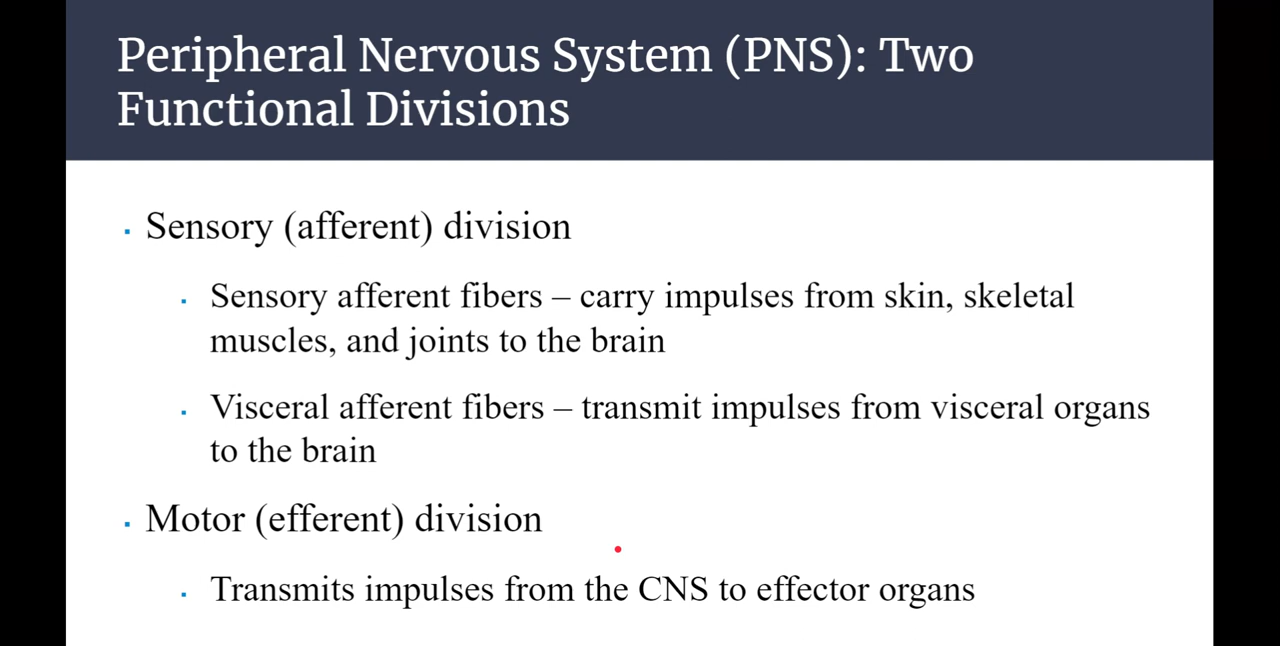 Peripheral Nervous System (PNS): Two
Functional Divisions
▪ Sensory (afferent) division
▪ Sensory afferent fibers – carry impulses from skin, skeletal
muscles, and joints to the brain
▪ Visceral afferent fibers – transmit impulses from visceral organs
to the brain
▪ Motor (efferent) division
▪ Transmits impulses from the CNS to effector organs